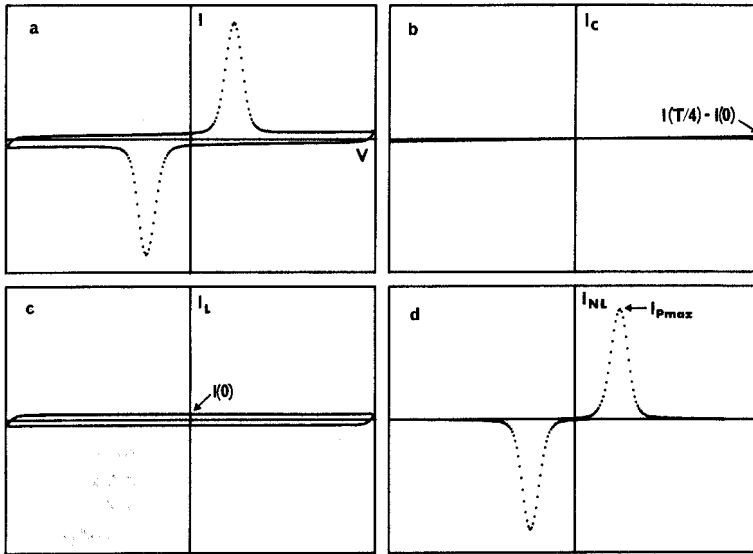 a
I
V
b
I_C
I(T/4) - I(0)
c
I_L
I(0)
d
I_NL
I_Pmax